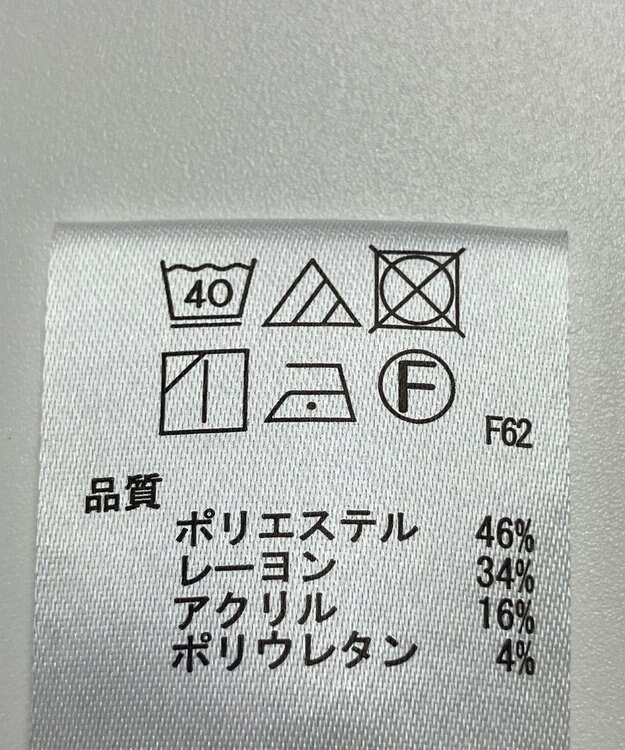 40
F
F62
品質
ポリエステル 46%
レーヨン 34%
アクリル 16%
ポリウレタン 4%